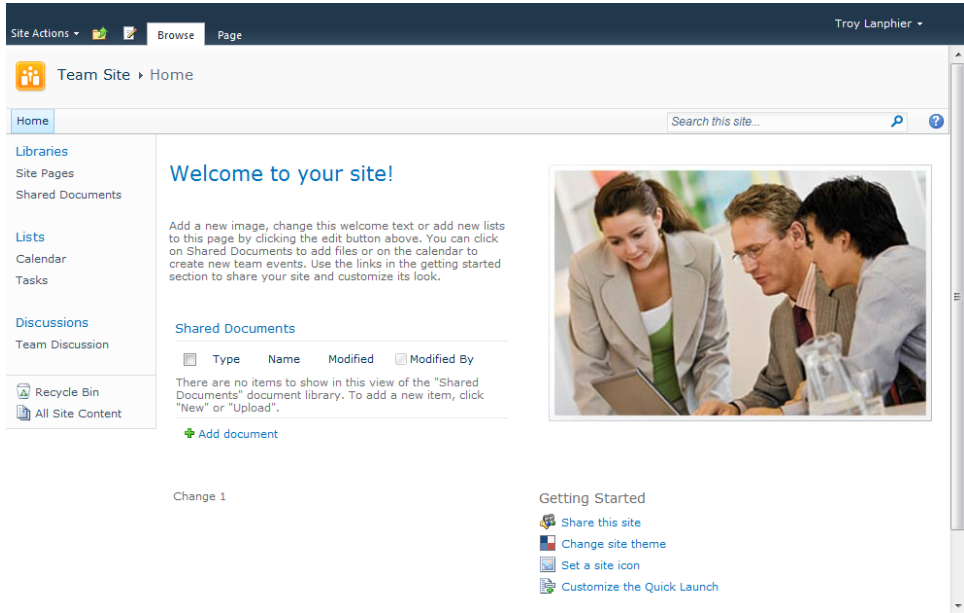 Site Actions
Browse
Page
Troy Lanphier
Team Site ▸ Home
Home
Search this site...
Libraries
Site Pages
Shared Documents
Lists
Calendar
Tasks
Discussions
Team Discussion
Recycle Bin
All Site Content
Welcome to your site!
Add a new image, change this welcome text or add new lists
to this page by clicking the edit button above. You can click
on Shared Documents to add files or on the calendar to
create new team events. Use the links in the getting started
section to share your site and customize its look.
Shared Documents
Type Name Modified Modified By
There are no items to show in this view of the "Shared
Documents" document library. To add a new item, click
"New" or "Upload".
Add document
Change 1
Getting Started
Share this site
Change site theme
Set a site icon
Customize the Quick Launch